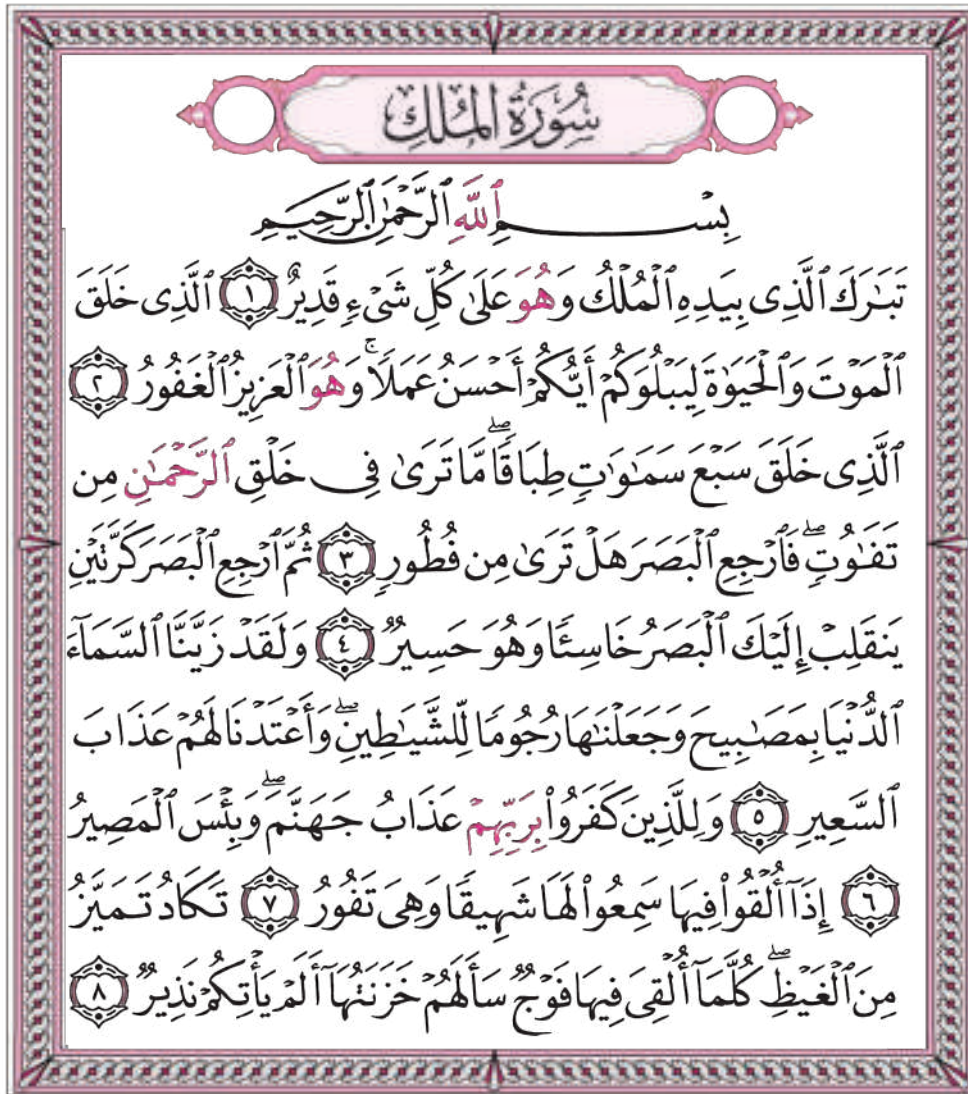 سُورَةُ الْمُلْكِ
بِسْمِ ٱللَّهِ ٱلرَّحْمَٰنِ ٱلرَّحِيمِ
تَبَٰرَكَ ٱلَّذِى بِيَدِهِ ٱلْمُلْكُ وَهُوَ عَلَىٰ كُلِّ شَىْءٍ قَدِيرٌ ١ ٱلَّذِى خَلَقَ
ٱلْمَوْتَ وَٱلْحَيَوٰةَ لِيَبْلُوَكُمْ أَيُّكُمْ أَحْسَنُ عَمَلًا ۚ وَهُوَ ٱلْعَزِيزُ ٱلْغَفُورُ ٢
ٱلَّذِى خَلَقَ سَبْعَ سَمَٰوَٰتٍ طِبَاقًا ۖ مَّا تَرَىٰ فِى خَلْقِ ٱلرَّحْمَٰنِ مِن
تَفَٰوُتٍ ۖ فَٱرْجِعِ ٱلْبَصَرَ هَلْ تَرَىٰ مِن فُطُورٍ ٣ ثُمَّ ٱرْجِعِ ٱلْبَصَرَ كَرَّتَيْنِ
يَنقَلِبْ إِلَيْكَ ٱلْبَصَرُ خَاسِئًا وَهُوَ حَسِيرٌ ٤ وَلَقَدْ زَيَّنَّا ٱلسَّمَآءَ
ٱلدُّنْيَا بِمَصَٰبِيحَ وَجَعَلْنَٰهَا رُجُومًا لِّلشَّيَٰطِينِ ۖ وَأَعْتَدْنَا لَهُمْ عَذَابَ
ٱلسَّعِيرِ ٥ وَلِلَّذِينَ كَفَرُوا۟ بِرَبِّهِمْ عَذَابُ جَهَنَّمَ ۖ وَبِئْسَ ٱلْمَصِيرُ
٦ إِذَآ أُلْقُوا۟ فِيهَا سَمِعُوا۟ لَهَا شَهِيقًا وَهِىَ تَفُورُ ٧ تَكَادُ تَمَيَّزُ
مِنَ ٱلْغَيْظِ ۖ كُلَّمَآ أُلْقِىَ فِيهَا فَوْجٌ سَأَلَهُمْ خَزَنَتُهَآ أَلَمْ يَأْتِكُمْ نَذِيرٌ ٨